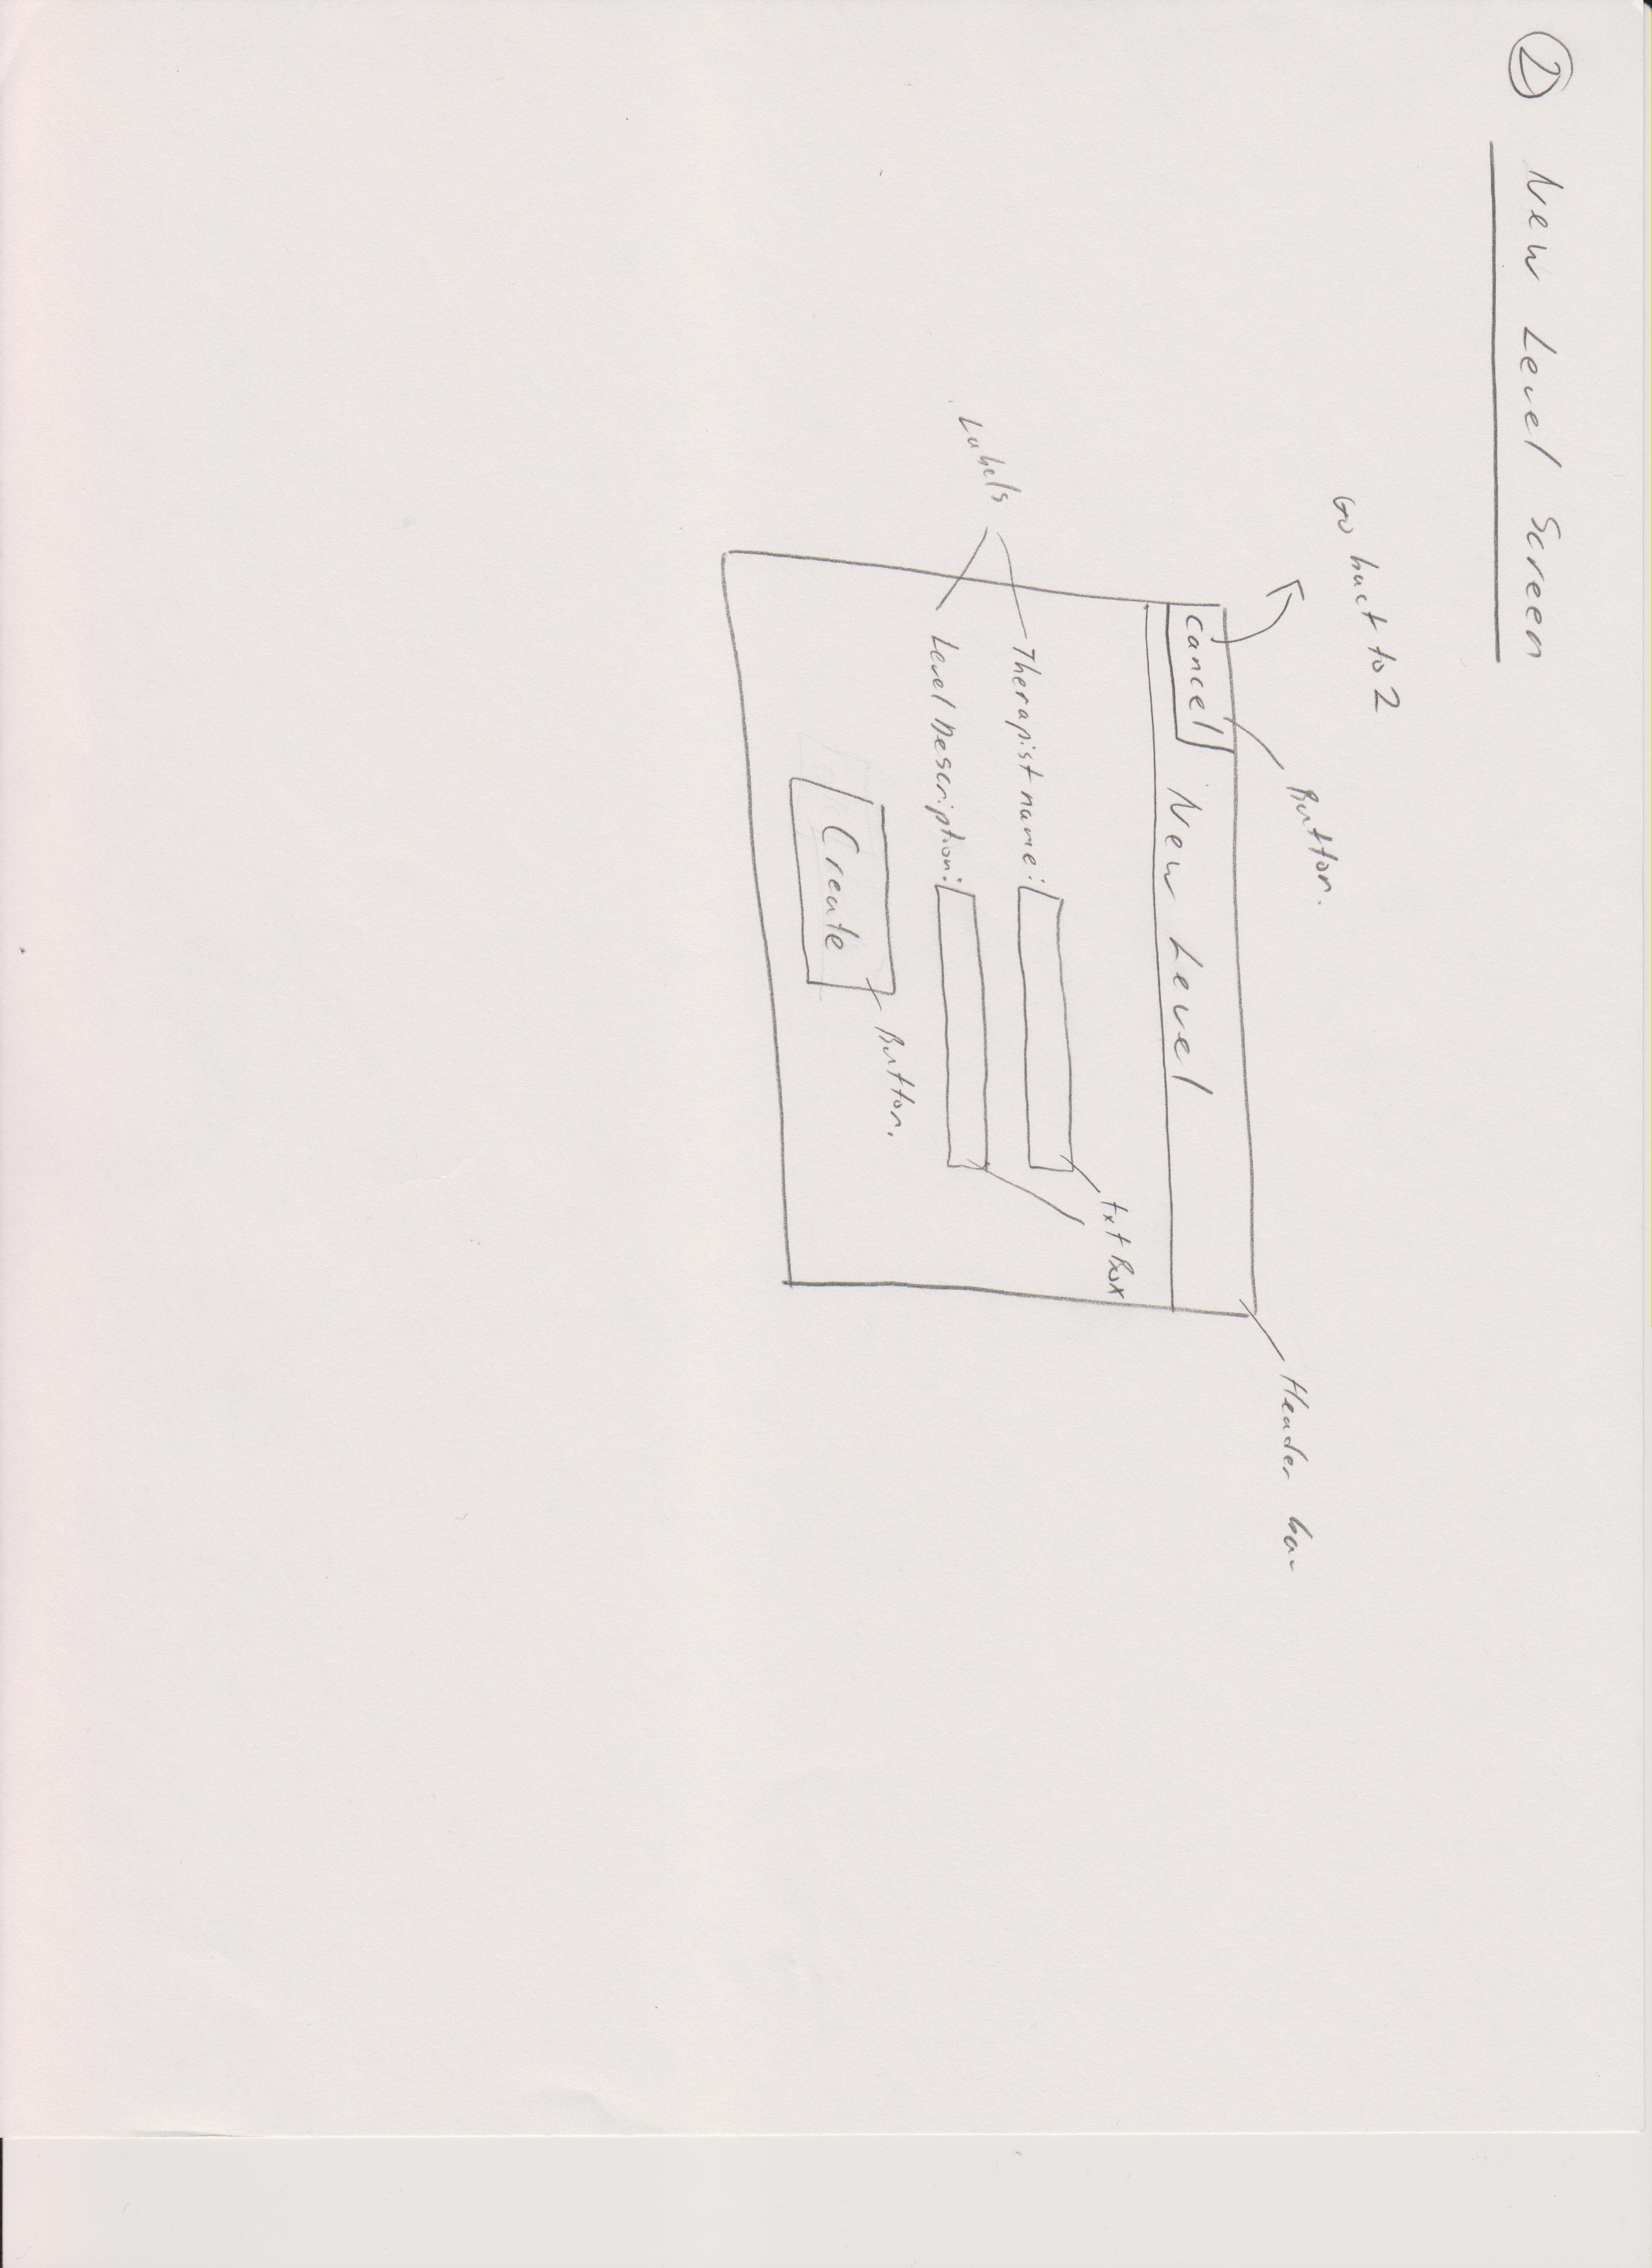 2 New Level Screen
Go back to 2
Button.
Header bar
Cancel New Level
Labels
Therapist name:
txt Box
Level Description:
Create
Button.